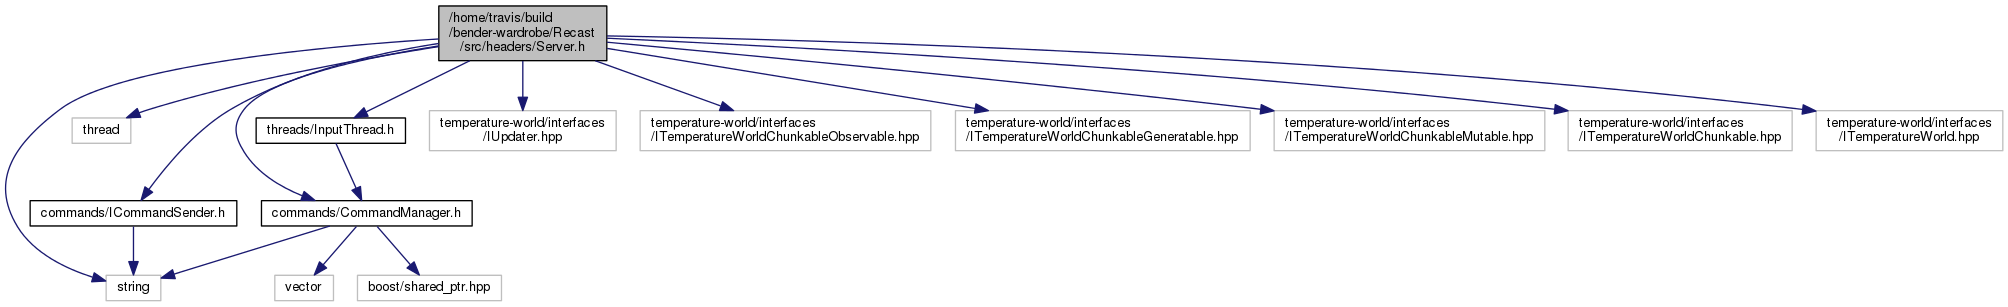 /home/travis/build
/bender-wardrobe/Recast
/src/headers/Server.h
thread
threads/InputThread.h
temperature-world/interfaces
/IUpdater.hpp
temperature-world/interfaces
/ITemperatureWorldChunkableObservable.hpp
temperature-world/interfaces
/ITemperatureWorldChunkableGeneratable.hpp
temperature-world/interfaces
/ITemperatureWorldChunkableMutable.hpp
temperature-world/interfaces
/ITemperatureWorldChunkable.hpp
temperature-world/interfaces
/ITemperatureWorld.hpp
commands/ICommandSender.h
commands/CommandManager.h
string
vector
boost/shared_ptr.hpp